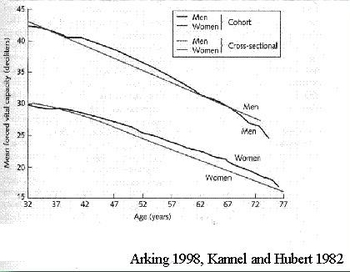 45
40
35
30
25
20
15
Mean forced vital capacity (deciliters)
Men
Women
Cohort
Men
Women
Cross-sectional
Men
Men
Women
Women
32 37 42 47 52 57 62 67 72 77
Age (years)
Arking 1998, Kannel and Hubert 1982